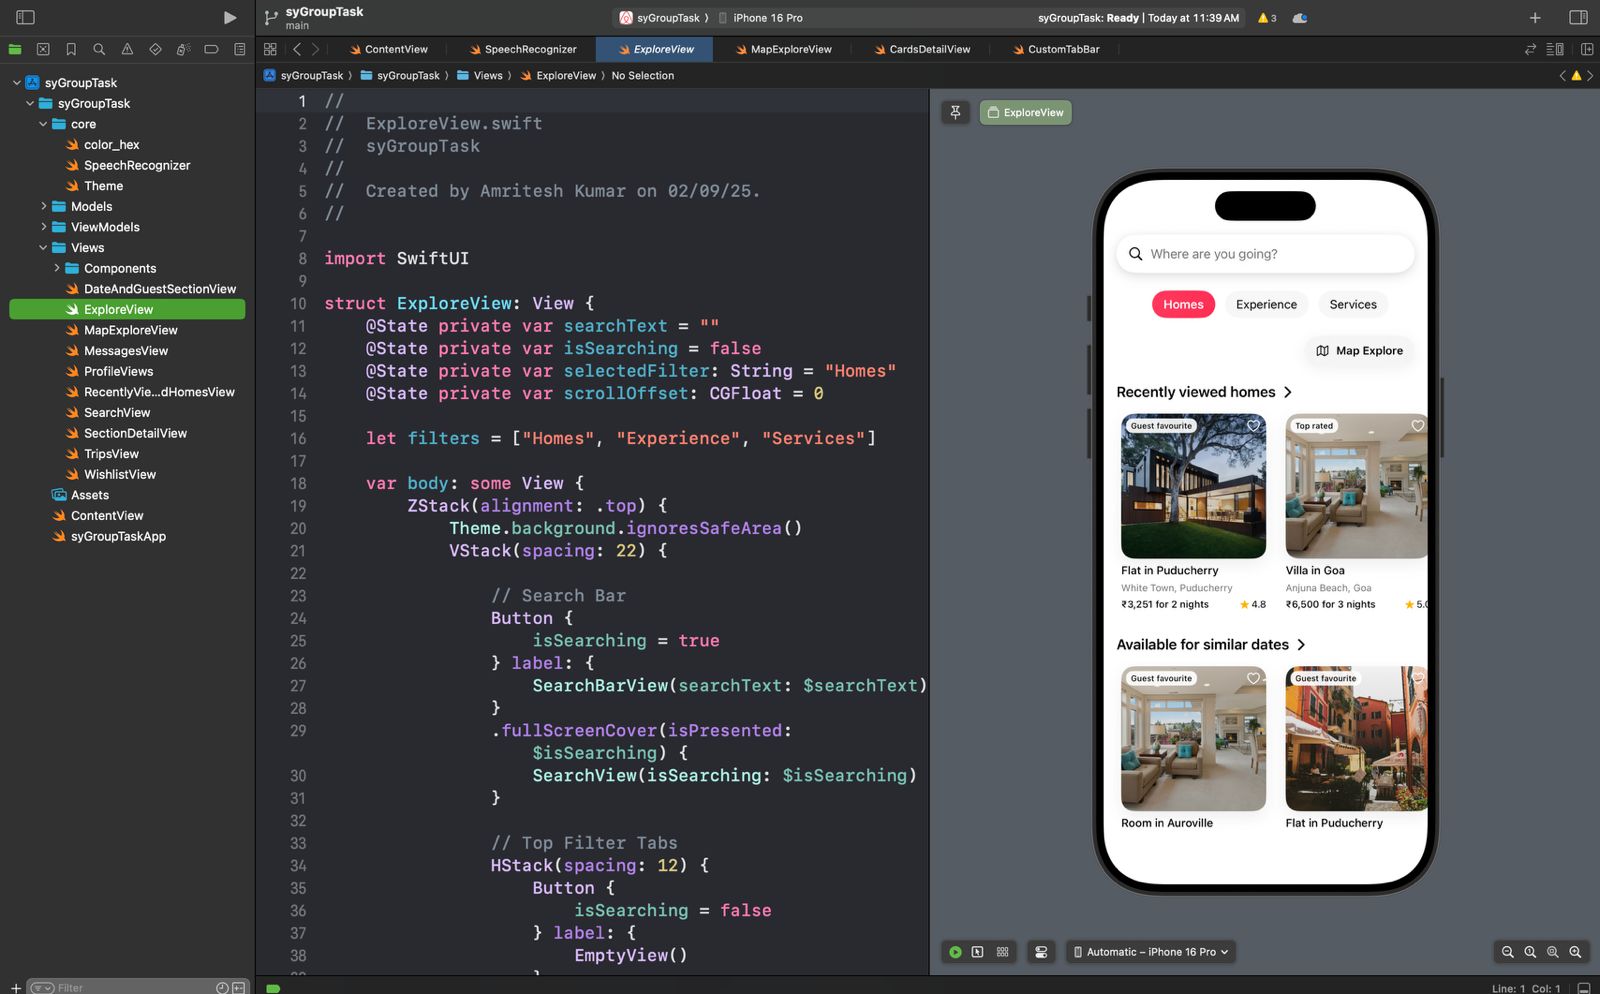 syGroupTask
main
syGroupTask 〉 iPhone 16 Pro
syGroupTask: Ready | Today at 11:39 AM
3
ContentView
SpeechRecognizer
ExploreView
MapExploreView
CardsDetailView
CustomTabBar
syGroupTask 〉 syGroupTask 〉 Views 〉 ExploreView 〉 No Selection
syGroupTask
syGroupTask
core
color_hex
SpeechRecognizer
Theme
Models
ViewModels
Views
Components
DateAndGuestSectionView
ExploreView
MapExploreView
MessagesView
ProfileViews
RecentlyVie...dHomesView
SearchView
SectionDetailView
TripsView
WishlistView
Assets
ContentView
syGroupTaskApp
Filter
1 //
2 //  ExploreView.swift
3 //  syGroupTask
4 //
5 //  Created by Amritesh Kumar on 02/09/25.
6 //
7
8 import SwiftUI
9
10 struct ExploreView: View {
11     @State private var searchText = ""
12     @State private var isSearching = false
13     @State private var selectedFilter: String = "Homes"
14     @State private var scrollOffset: CGFloat = 0
15
16     let filters = ["Homes", "Experience", "Services"]
17
18     var body: some View {
19         ZStack(alignment: .top) {
20             Theme.background.ignoresSafeArea()
21             VStack(spacing: 22) {
22
23                 // Search Bar
24                 Button {
25                     isSearching = true
26                 } label: {
27                     SearchBarView(searchText: $searchText)
28                 }
29                 .fullScreenCover(isPresented:
                    $isSearching) {
30                     SearchView(isSearching: $isSearching)
31                 }
32
33                 // Top Filter Tabs
34                 HStack(spacing: 12) {
35                     Button {
36                         isSearching = false
37                     } label: {
38                         EmptyView()
ExploreView
Where are you going?
Homes
Experience
Services
Map Explore
Recently viewed homes
Guest favourite
Top rated
Flat in Puducherry
White Town, Puducherry
₹3,251 for 2 nights
4.8
Villa in Goa
Anjuna Beach, Goa
₹6,500 for 3 nights
Available for similar dates
Guest favourite
Guest favourite
Room in Auroville
Flat in Puducherry
Automatic – iPhone 16 Pro
Line: 1 Col: 1